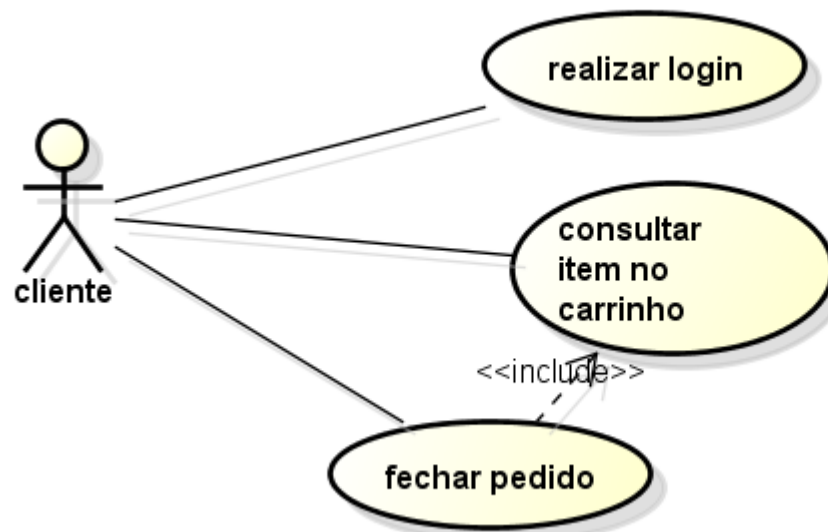 realizar login
consultar
item no
carrinho
cliente
<<include>>
fechar pedido